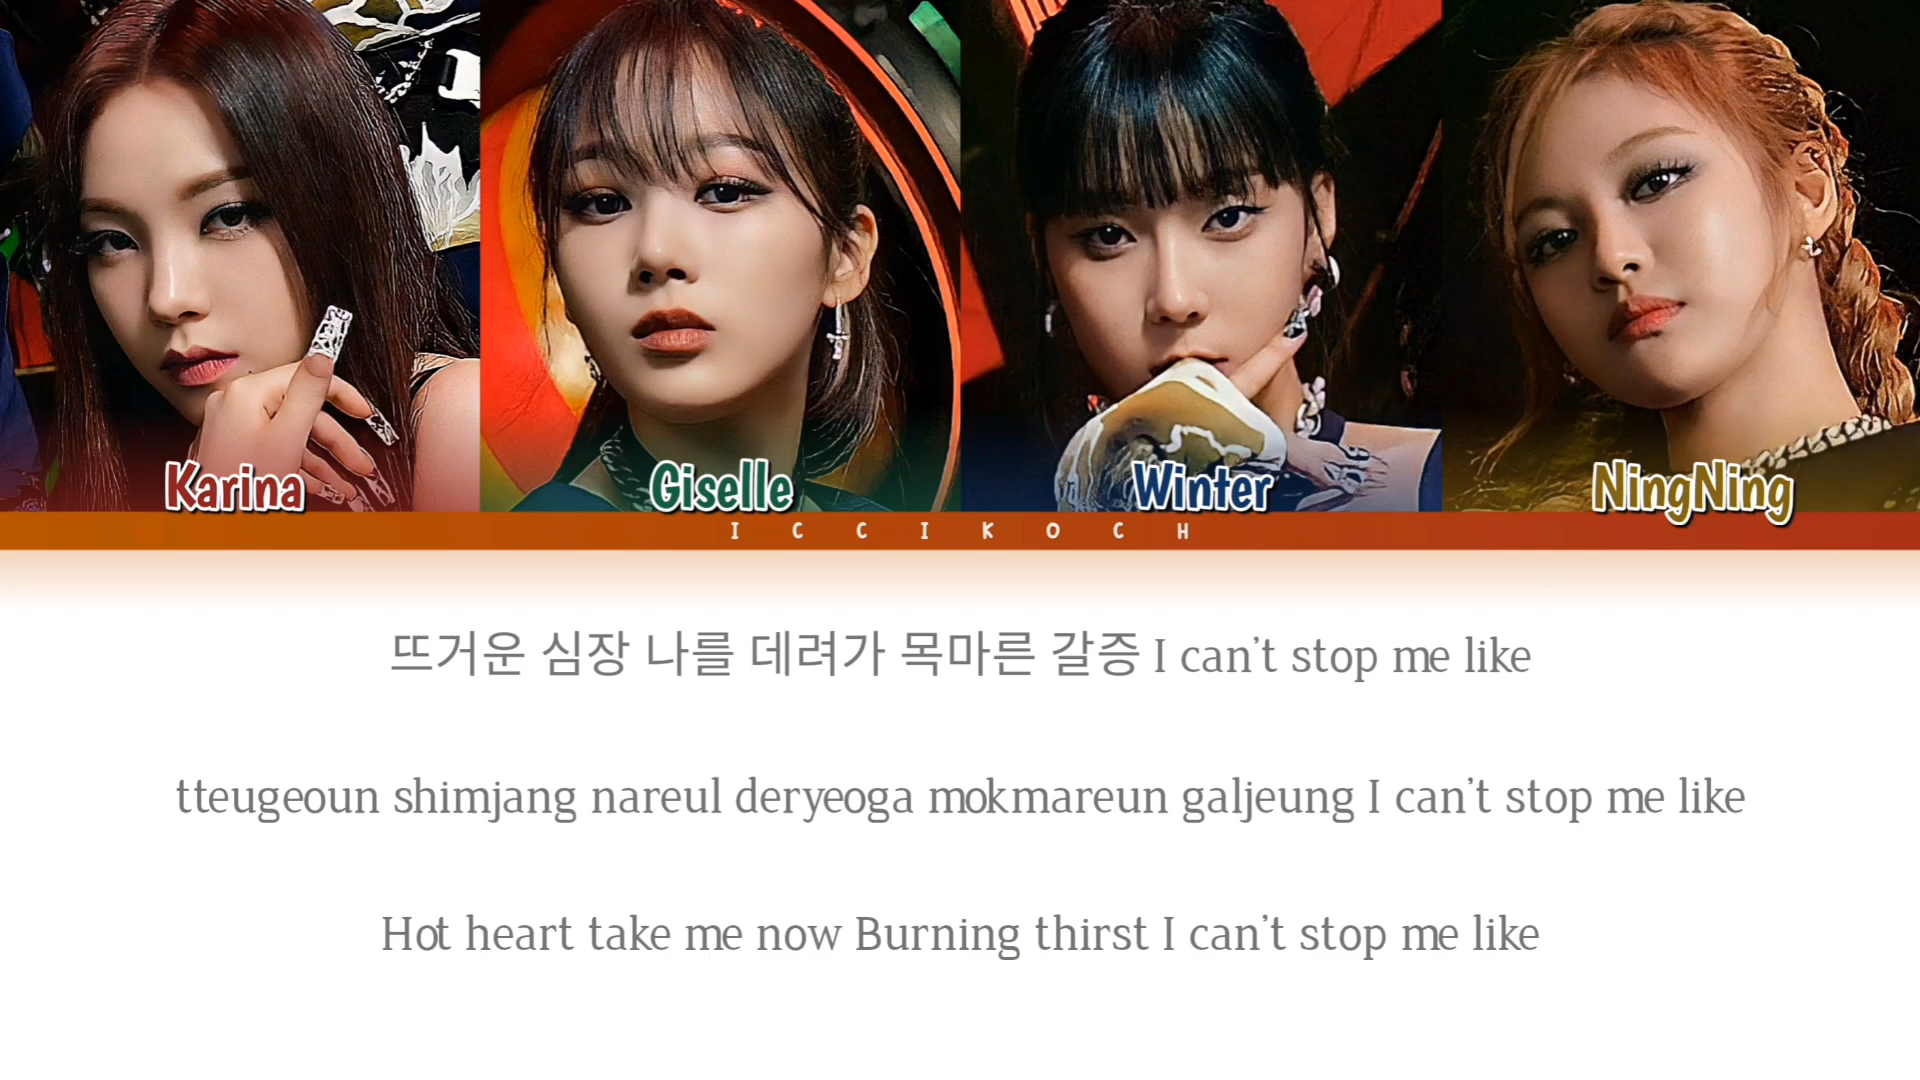 Karina
Giselle
Winter
NingNing
ICCIKOCH
뜨거운 심장 나를 데려가 목마른 갈증 I can't stop me like
tteugeoun shimjang nareul deryeoga mokmareun galjeung I can't stop me like
Hot heart take me now Burning thirst I can't stop me like